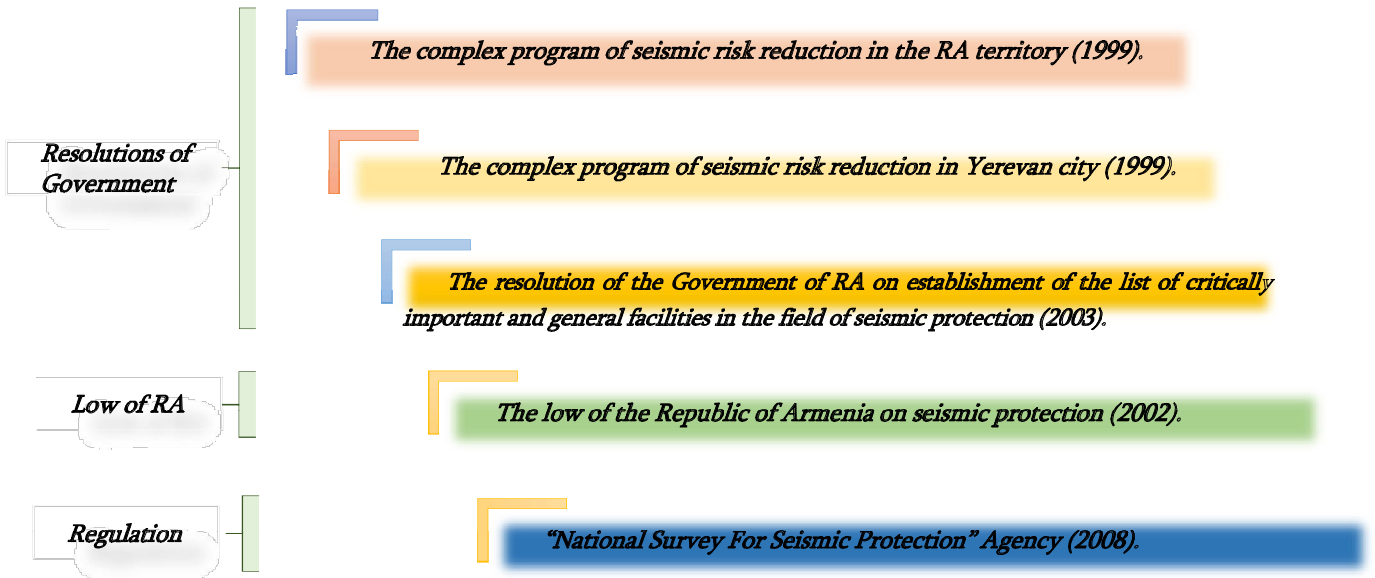 The complex program of seismic risk reduction in the RA territory (1999).
Resolutions of
Government
The complex program of seismic risk reduction in Yerevan city (1999).
The resolution of the Government of RA on establishment of the list of critically
important and general facilities in the field of seismic protection (2003).
Low of RA
The low of the Republic of Armenia on seismic protection (2002).
Regulation
“National Survey For Seismic Protection” Agency (2008).